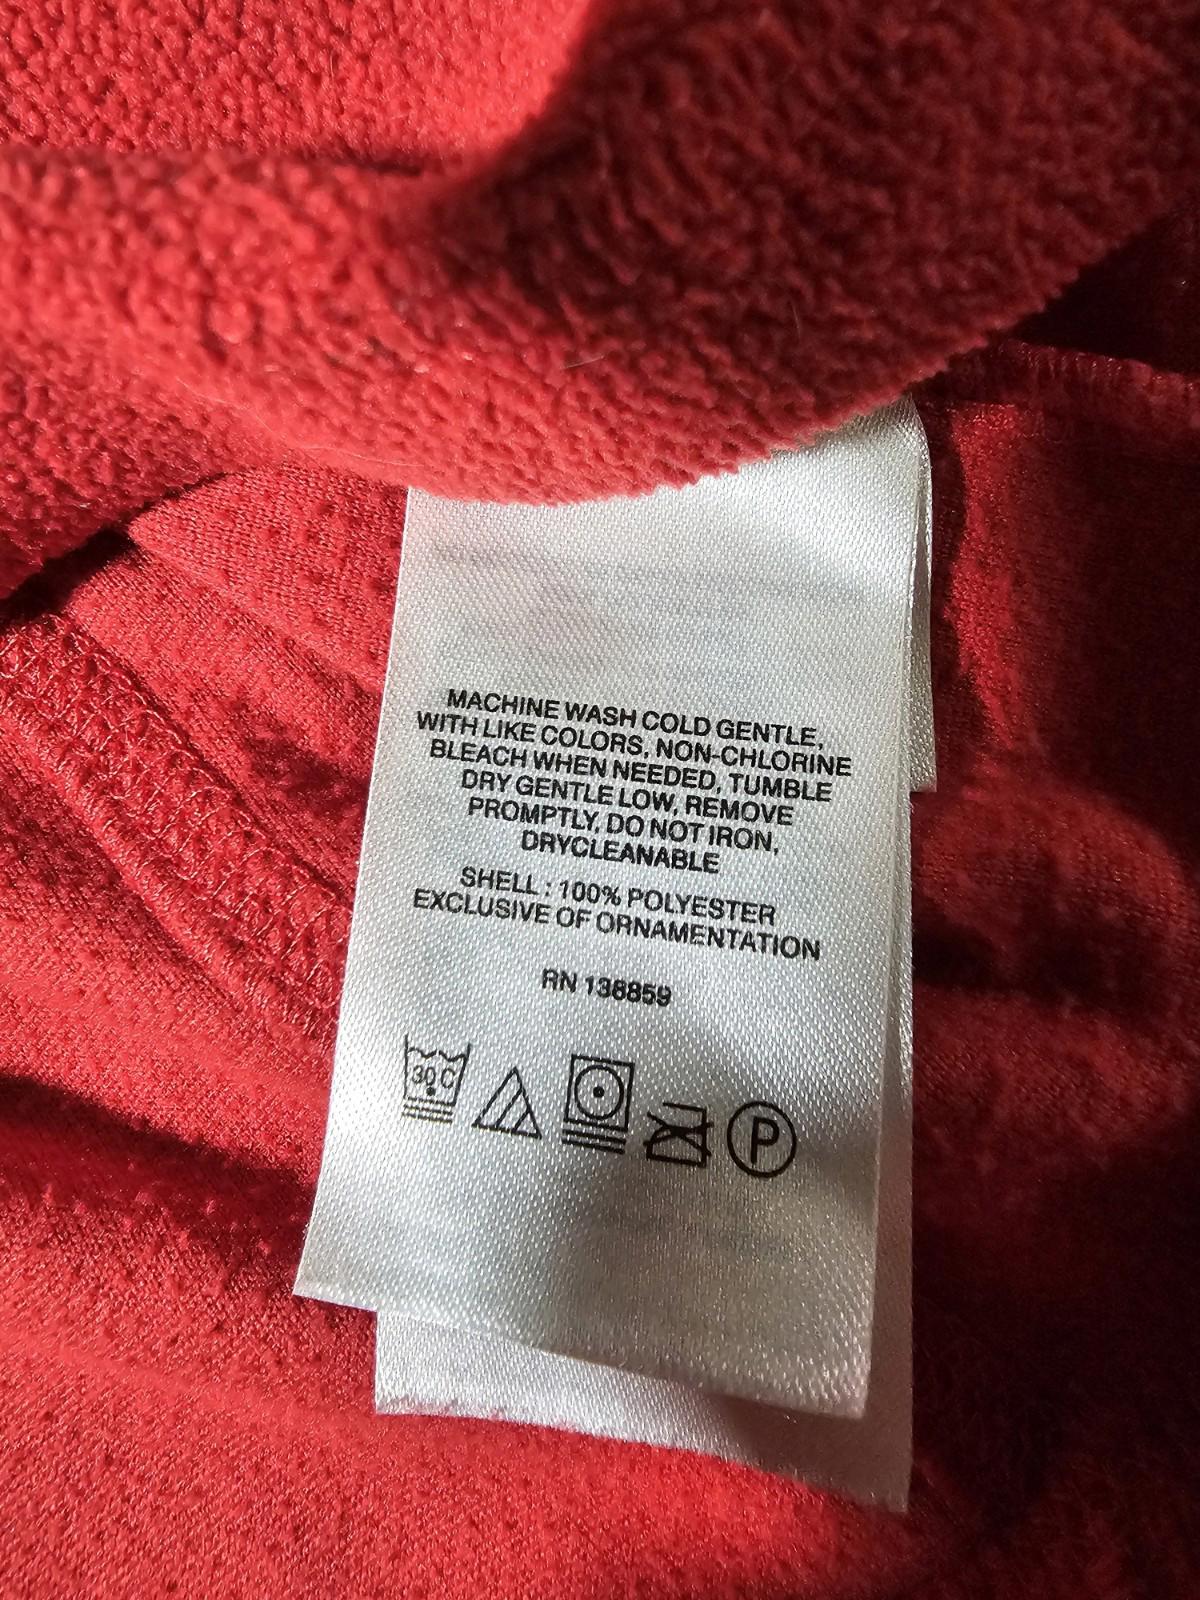 MACHINE WASH COLD GENTLE,
WITH LIKE COLORS, NON-CHLORINE
BLEACH WHEN NEEDED, TUMBLE
DRY GENTLE LOW, REMOVE
PROMPTLY, DO NOT IRON,
DRYCLEANABLE
SHELL : 100% POLYESTER
EXCLUSIVE OF ORNAMENTATION
RN 138859
30 C
P